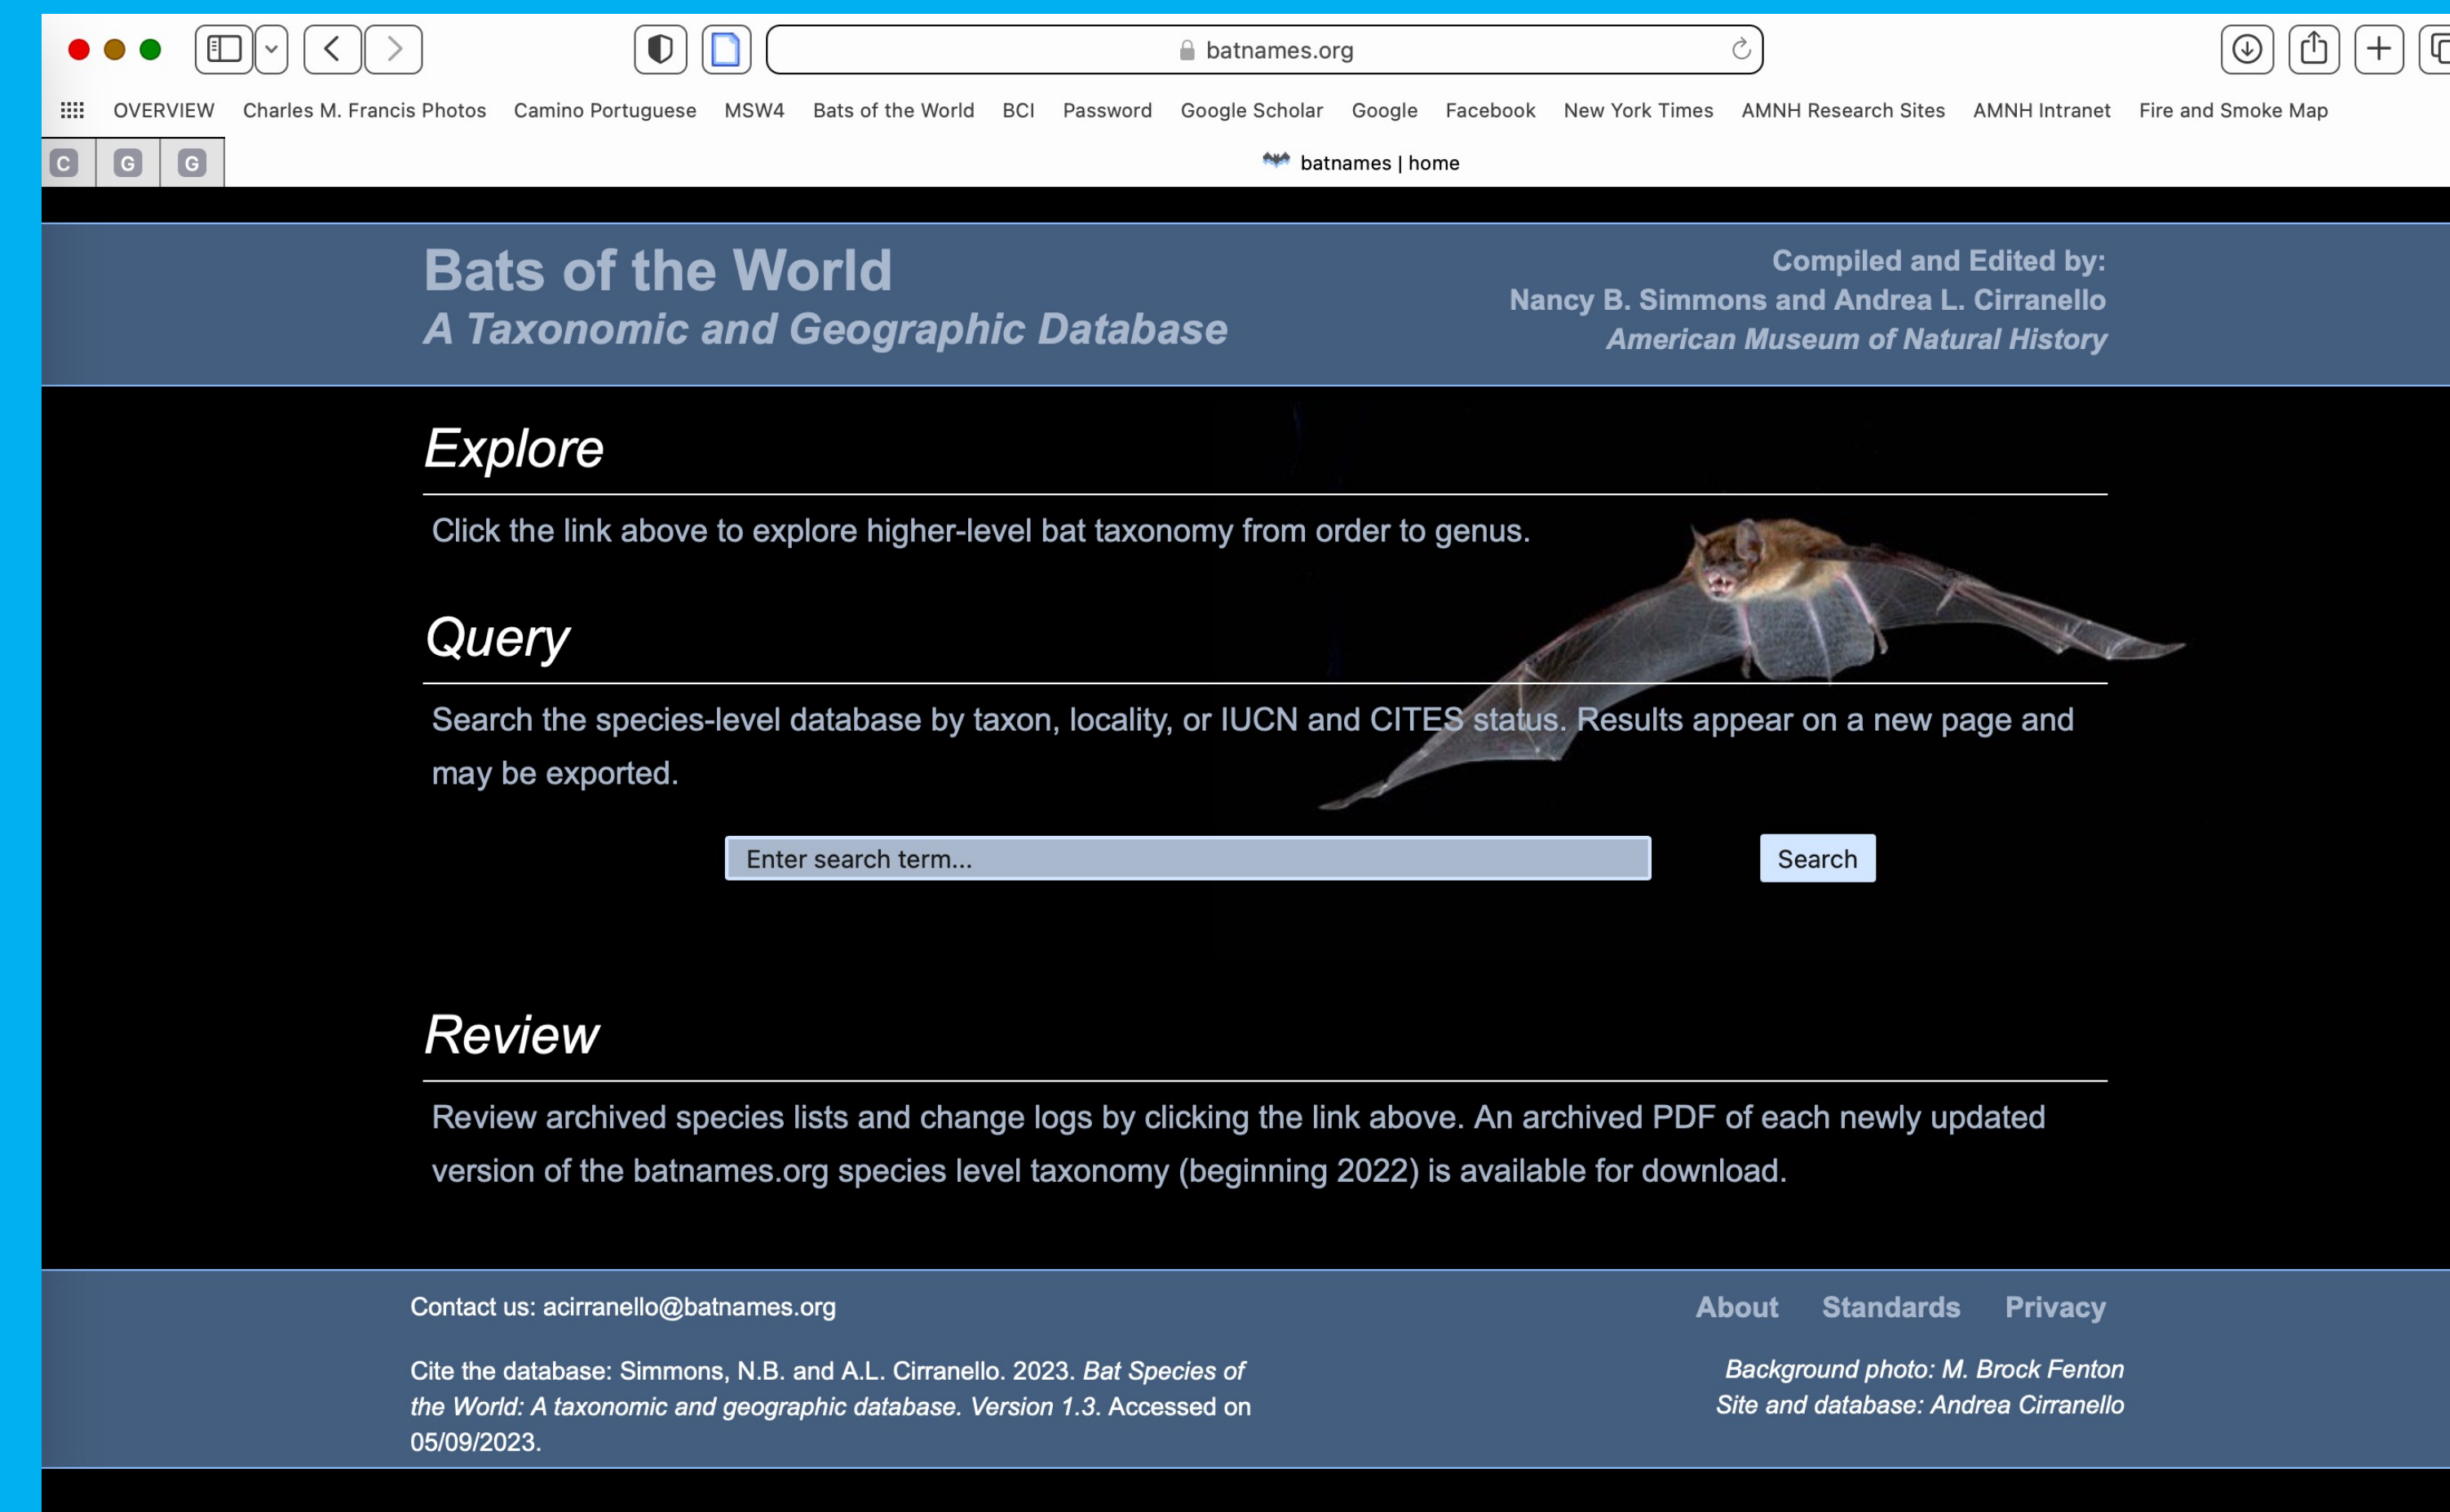 batnames.org
OVERVIEW Charles M. Francis Photos Camino Portuguese MSW4 Bats of the World BCI Password Google Scholar Google Facebook New York Times AMNH Research Sites AMNH Intranet Fire and Smoke Map
C G G batnames | home
Bats of the World
A Taxonomic and Geographic Database
Compiled and Edited by:
Nancy B. Simmons and Andrea L. Cirranello
American Museum of Natural History
Explore
Click the link above to explore higher-level bat taxonomy from order to genus.
Query
Search the species-level database by taxon, locality, or IUCN and CITES status. Results appear on a new page and
may be exported.
Enter search term... Search
Review
Review archived species lists and change logs by clicking the link above. An archived PDF of each newly updated
version of the batnames.org species level taxonomy (beginning 2022) is available for download.
Contact us: acirranello@batnames.org
Cite the database: Simmons, N.B. and A.L. Cirranello. 2023. Bat Species of
the World: A taxonomic and geographic database. Version 1.3. Accessed on
05/09/2023.
About Standards Privacy
Background photo: M. Brock Fenton
Site and database: Andrea Cirranello